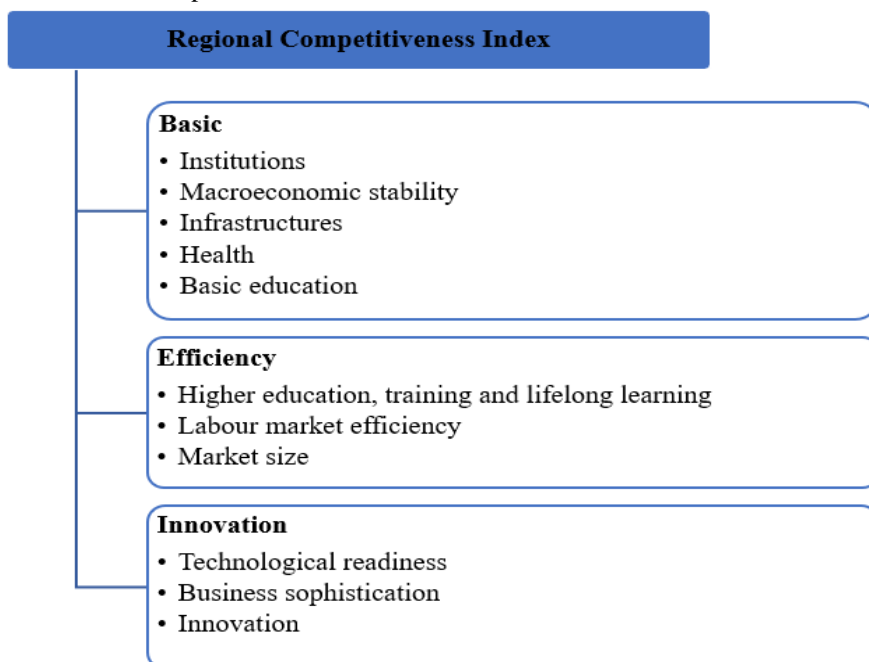 Regional Competitiveness Index
Basic
• Institutions
• Macroeconomic stability
• Infrastructures
• Health
• Basic education
Efficiency
• Higher education, training and lifelong learning
• Labour market efficiency
• Market size
Innovation
• Technological readiness
• Business sophistication
• Innovation